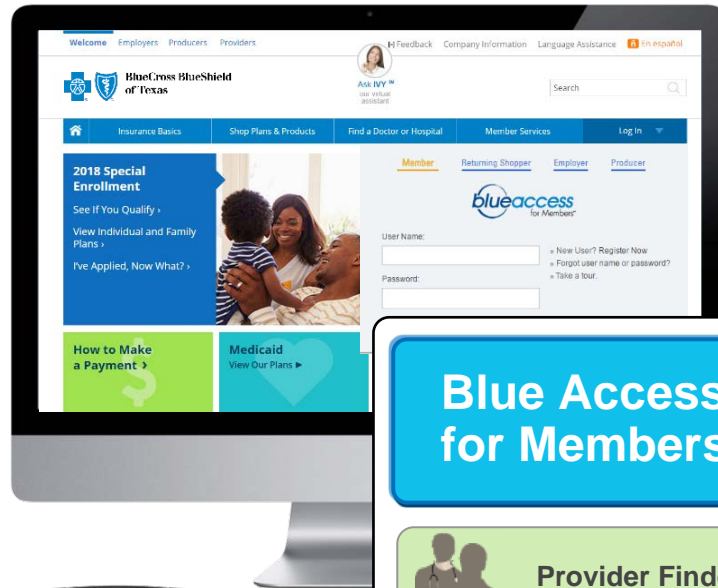 Welcome Employers Producers Providers
[+] Feedback Company Information Language Assistance En español
BlueCross BlueShield
of Texas
Ask IVY ℠
our virtual
assistant
Search
Insurance Basics Shop Plans & Products Find a Doctor or Hospital Member Services Log In
2018 Special
Enrollment
See If You Qualify ›
View Individual and Family
Plans ›
I've Applied, Now What? ›
Member Returning Shopper Employer Producer
blueaccess
for Members℠
User Name:
» New User? Register Now
» Forgot user name or password?
» Take a tour.
Password:
How to Make
a Payment ›
Medicaid
View Our Plans ►
Blue Access
for Members
Provider Finde